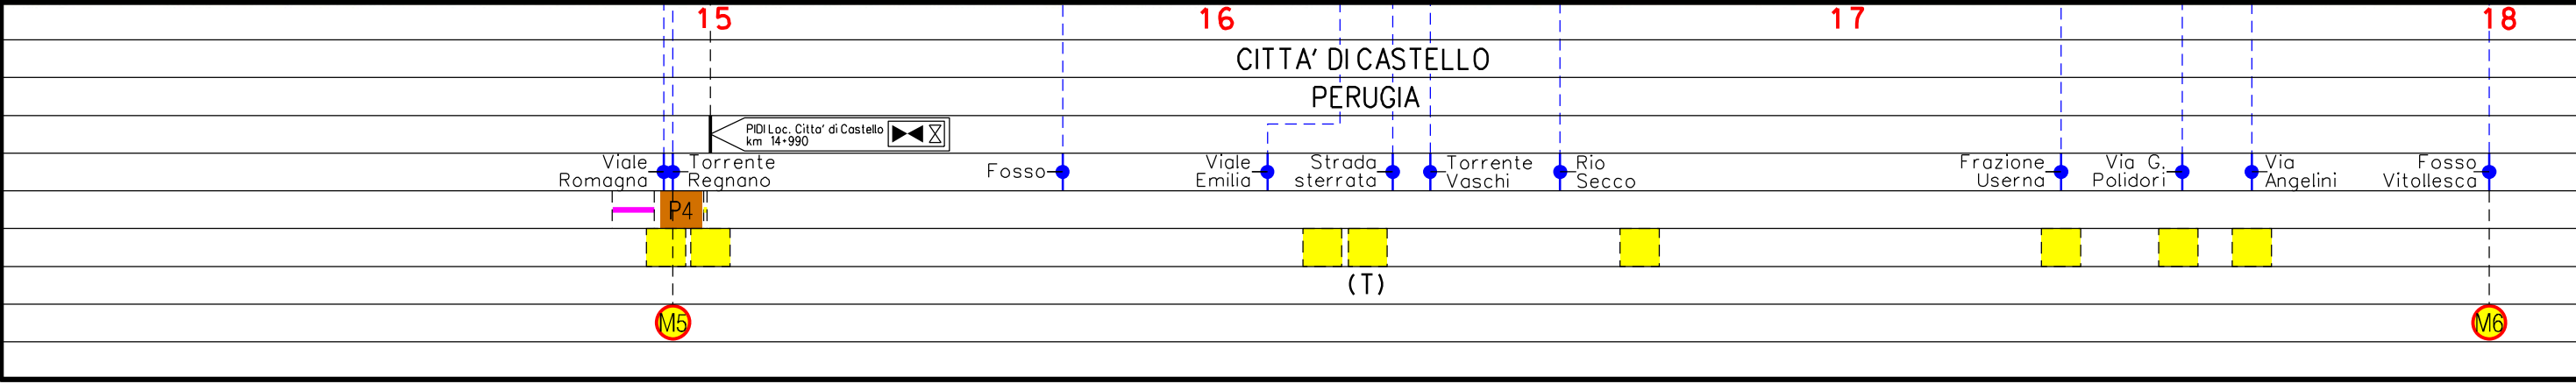 15 16 17 18
CITTA' DI CASTELLO
PERUGIA
PIDI Loc. Citta' di Castello
km 14+990
Viale
Romagna
Torrente
Regnano
Fosso
Viale
Emilia
Strada
sterrata
Torrente
Vaschi
Rio
Secco
Frazione
Userna
Via G.
Polidori
Via
Angelini
Fosso
Vitollesca
P4
(T)
M5 M6